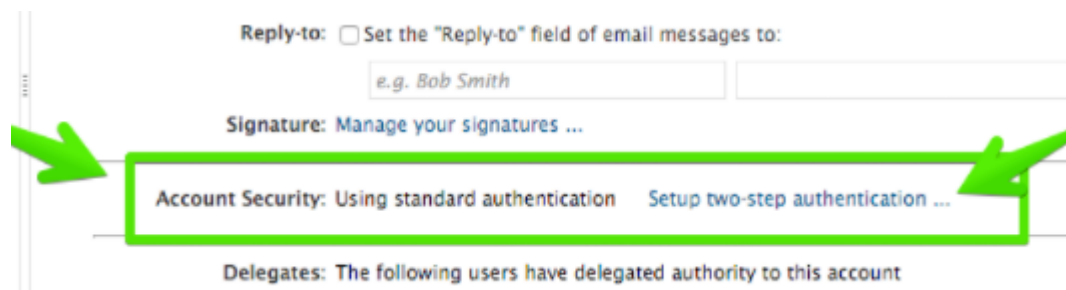 Reply-to: Set the "Reply-to" field of email messages to:
e.g. Bob Smith
Signature: Manage your signatures ...
Account Security: Using standard authentication Setup two-step authentication ...
Delegates: The following users have delegated authority to this account